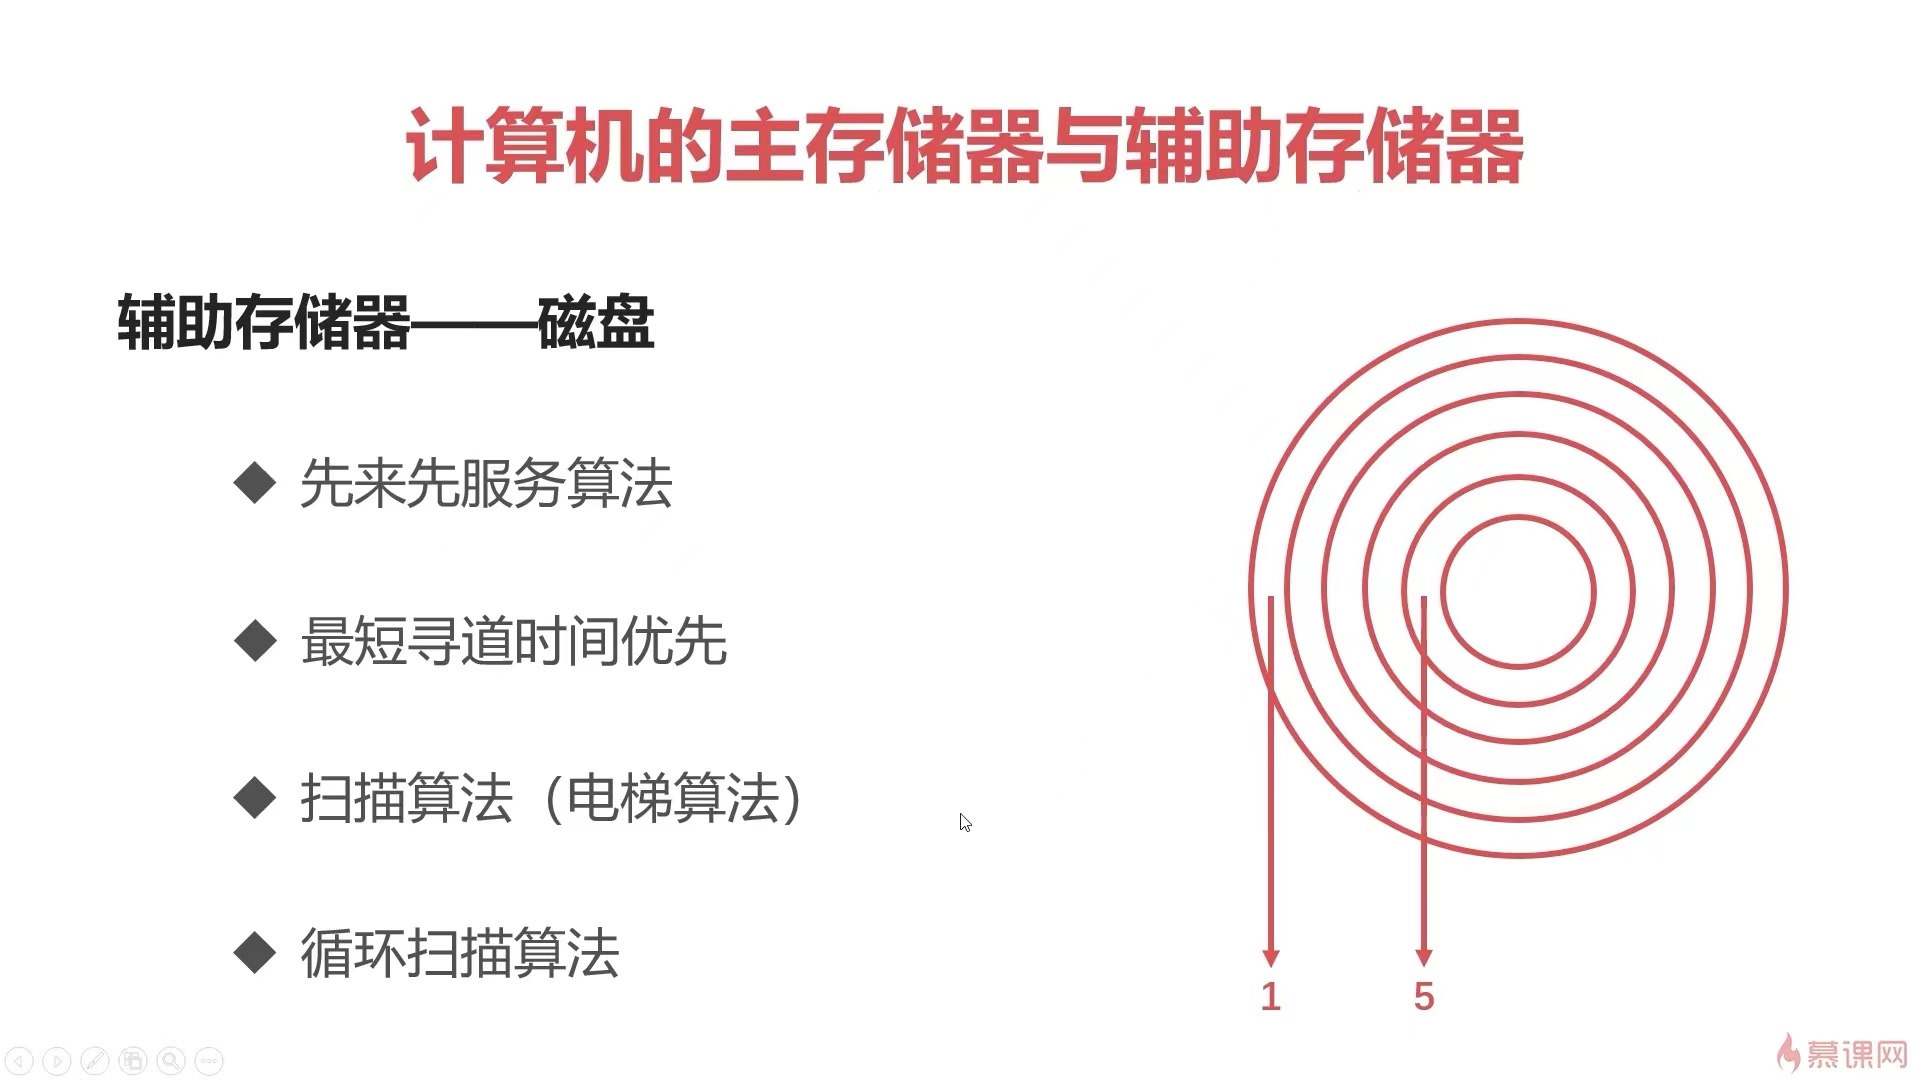 计算机的主存储器与辅助存储器
辅助存储器——磁盘
◆ 先来先服务算法
◆ 最短寻道时间优先
◆ 扫描算法（电梯算法）
◆ 循环扫描算法
1
5
慕课网